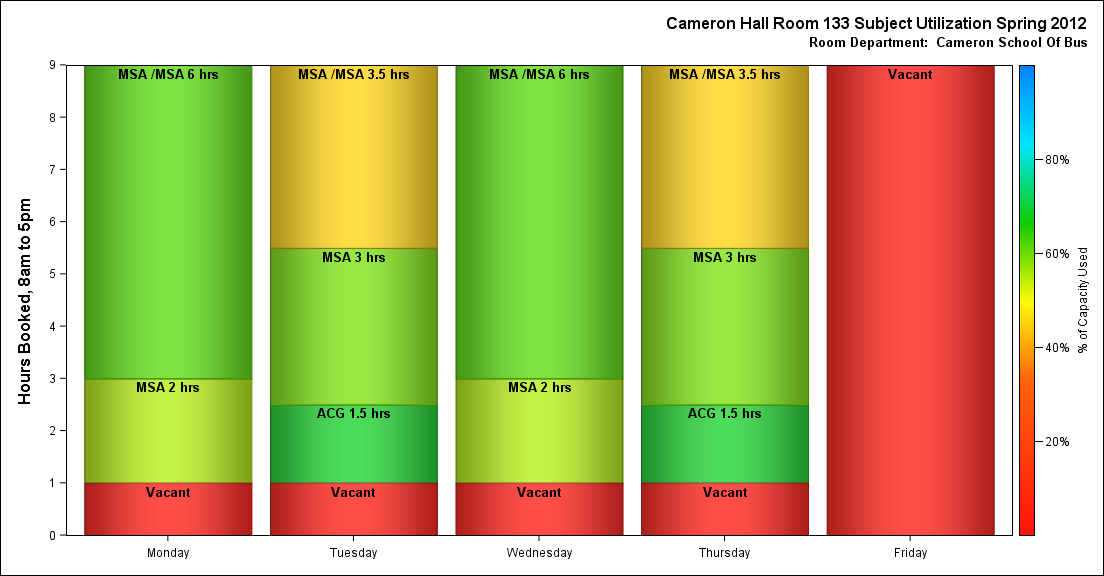 Cameron Hall Room 133 Subject Utilization Spring 2012
Room Department:  Cameron School Of Bus
Hours Booked, 8am to 5pm
9
8
7
6
5
4
3
2
1
0
MSA /MSA 6 hrs
MSA 2 hrs
Vacant
MSA /MSA 3.5 hrs
MSA 3 hrs
ACG 1.5 hrs
Vacant
MSA /MSA 6 hrs
MSA 2 hrs
Vacant
MSA /MSA 3.5 hrs
MSA 3 hrs
ACG 1.5 hrs
Vacant
Vacant
Monday
Tuesday
Wednesday
Thursday
Friday
80%
60%
40%
20%
% of Capacity Used